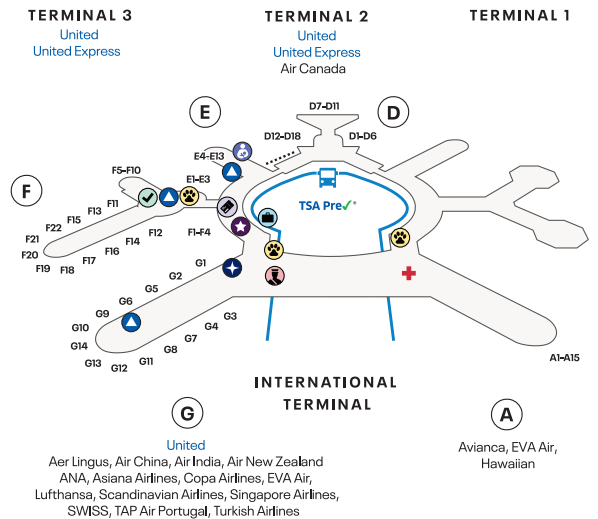 TERMINAL 3
United
United Express
TERMINAL 2
United
United Express
Air Canada
TERMINAL 1
D7–D11
E
D
D12–D18
D1–D6
E4–E13
F5–F10
E1–E3
F
TSA Pre✓®
F11
F13
F15
F22
F21
F20
F19
F18
F17
F16
F14
F12
F1–F4
G1
G2
G5
G6
G9
G10
G14
G13
G12
G11
G8
G7
G4
G3
A1–A15
INTERNATIONAL
TERMINAL
G
United
Aer Lingus, Air China, Air India, Air New Zealand
ANA, Asiana Airlines, Copa Airlines, EVA Air,
Lufthansa, Scandinavian Airlines, Singapore Airlines,
SWISS, TAP Air Portugal, Turkish Airlines
A
Avianca, EVA Air,
Hawaiian